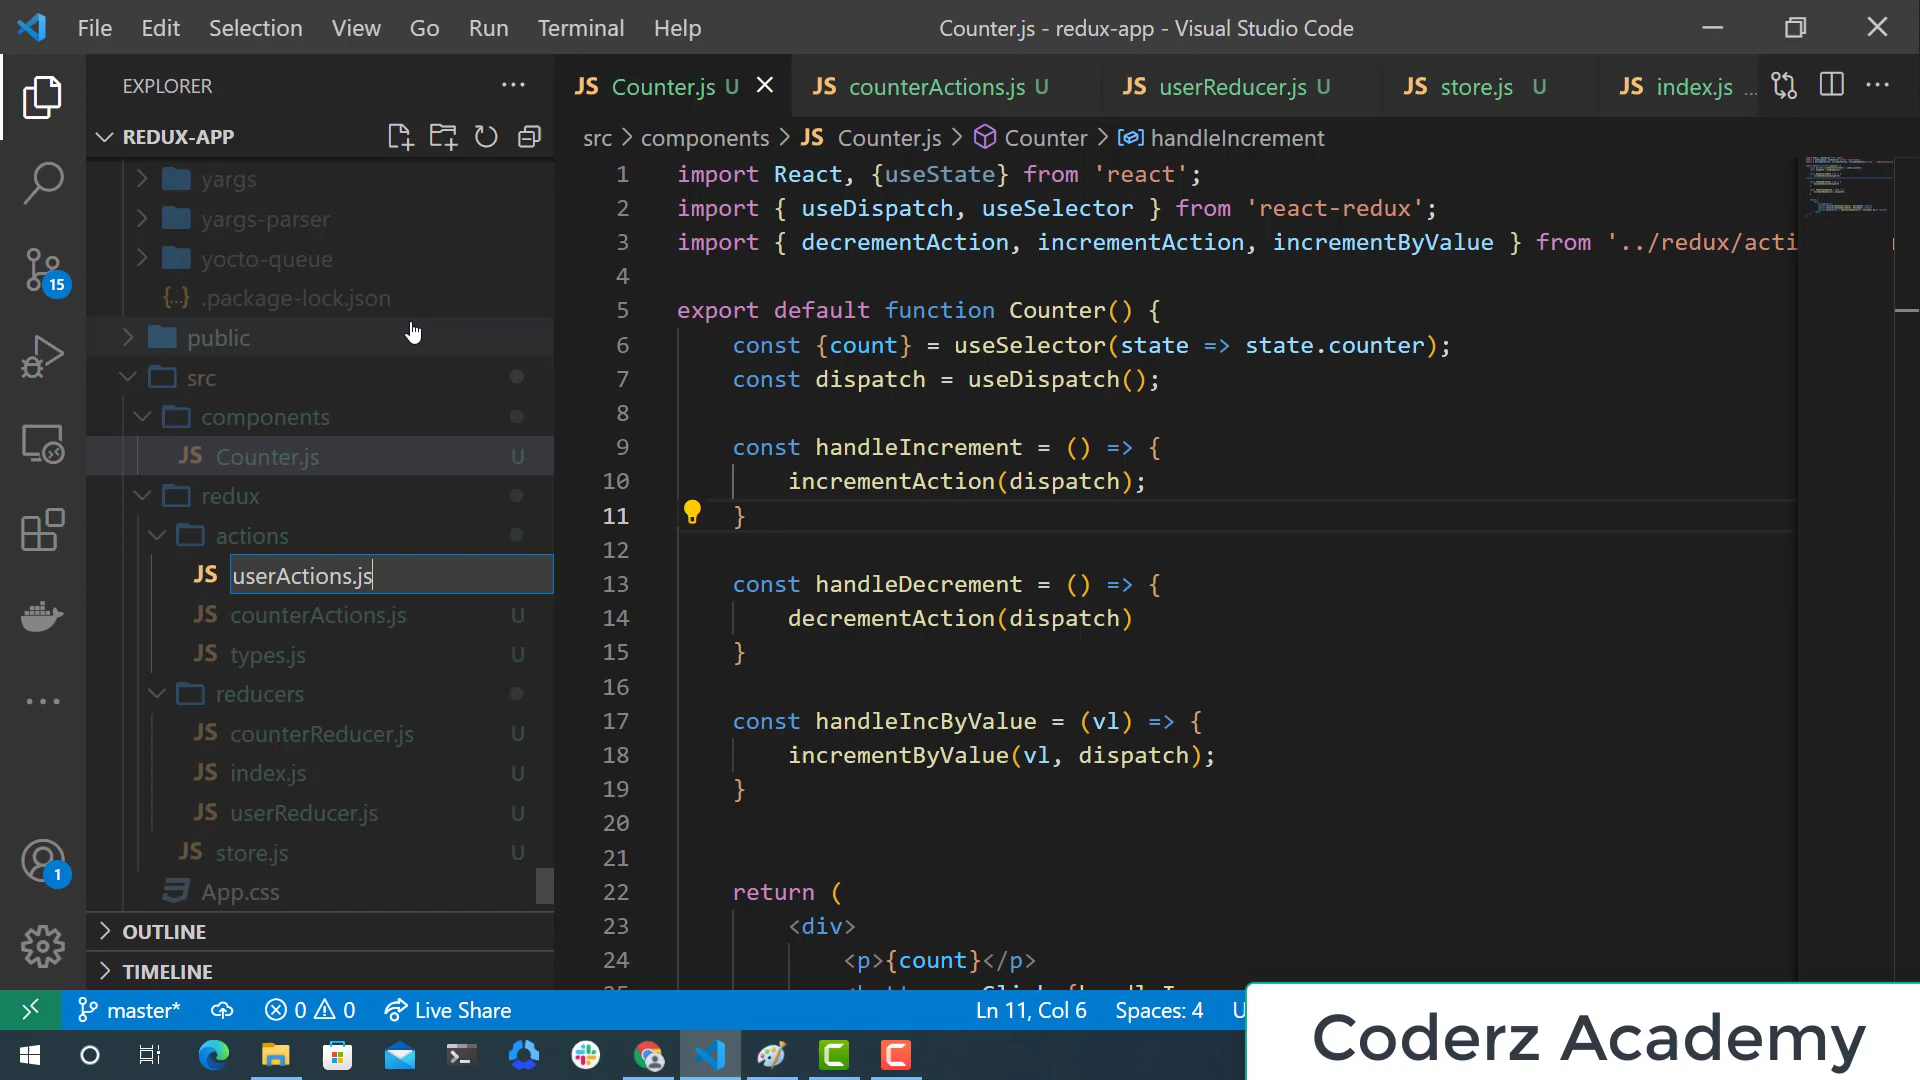 File Edit Selection View Go Run Terminal Help
Counter.js - redux-app - Visual Studio Code
EXPLORER
JS Counter.js U
JS counterActions.js U
JS userReducer.js U
JS store.js U
JS index.js ...
REDUX-APP
src > components > JS Counter.js > Counter > handleIncrement
yargs
yargs-parser
yocto-queue
{..} .package-lock.json
public
src
components
JS Counter.js U
redux
actions
JS userActions.js
JS counterActions.js U
JS types.js U
reducers
JS counterReducer.js U
JS index.js U
JS userReducer.js U
JS store.js U
App.css
OUTLINE
TIMELINE
15
1
1 import React, {useState} from 'react';
2 import { useDispatch, useSelector } from 'react-redux';
3 import { decrementAction, incrementAction, incrementByValue } from '../redux/acti
4
5 export default function Counter() {
6 const {count} = useSelector(state => state.counter);
7 const dispatch = useDispatch();
8
9 const handleIncrement = () => {
10 incrementAction(dispatch);
11 }
12
13 const handleDecrement = () => {
14 decrementAction(dispatch)
15 }
16
17 const handleIncByValue = (vl) => {
18 incrementByValue(vl, dispatch);
19 }
20
21
22 return (
23 <div>
24 <p>{count}</p>
master* 0 0 Live Share
Ln 11, Col 6 Spaces: 4 U
Coderz Academy